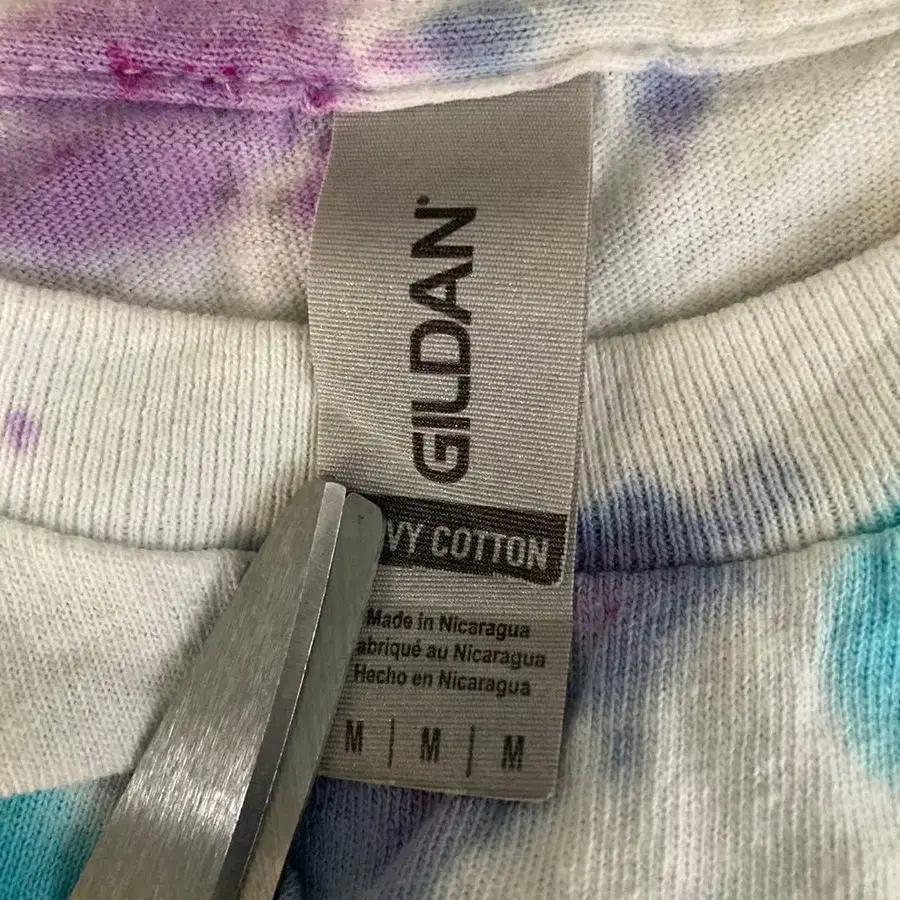 GILDAN
VY COTTON
Made in Nicaragua
abriqué au Nicaragua
Hecho en Nicaragua
M | M | M